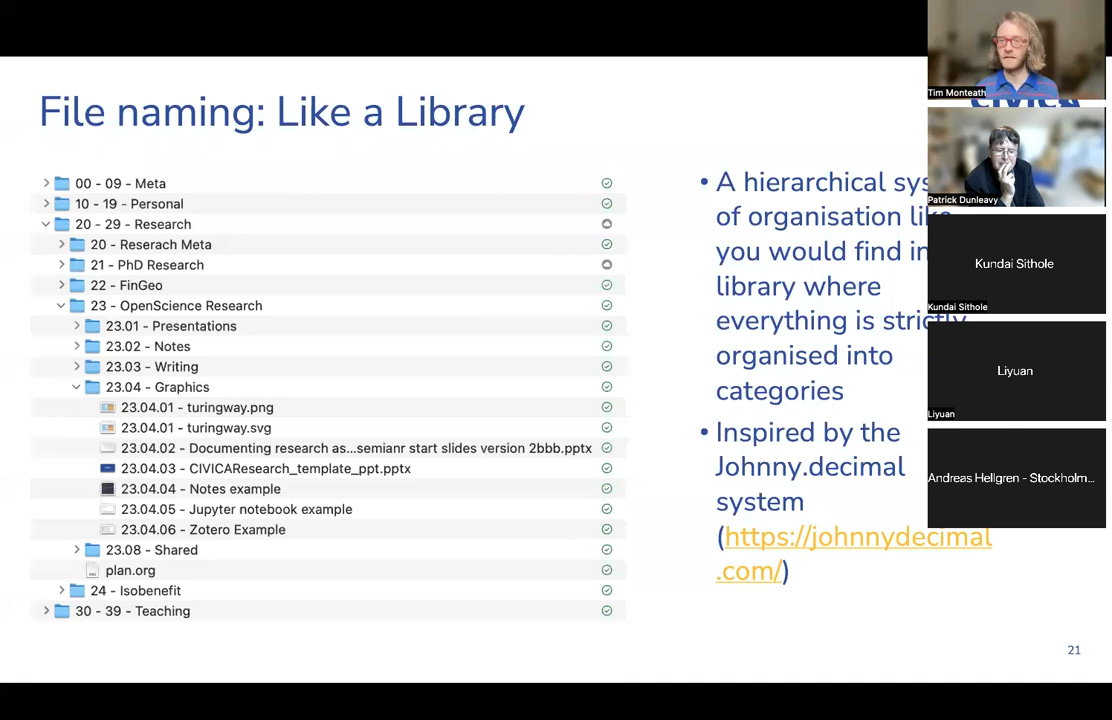 File naming: Like a Library
00 - 09 - Meta
10 - 19 - Personal
20 - 29 - Research
20 - Reserach Meta
21 - PhD Research
22 - FinGeo
23 - OpenScience Research
23.01 - Presentations
23.02 - Notes
23.03 - Writing
23.04 - Graphics
23.04.01 - turingway.png
23.04.01 - turingway.svg
23.04.02 - Documenting research as...semianr start slides version 2bbb.pptx
23.04.03 - CIVICAResearch_template_ppt.pptx
23.04.04 - Notes example
23.04.05 - Jupyter notebook example
23.04.06 - Zotero Example
23.08 - Shared
plan.org
24 - Isobenefit
30 - 39 - Teaching
• A hierarchical sys
of organisation like
you would find in
library where
everything is strictly
organised into
categories
• Inspired by the
Johnny.decimal
system
(https://johnnydecimal
.com/)
21
Tim Monteath
CIVICA
Patrick Dunleavy
Kundai Sithole
Kundai Sithole
Liyuan
Liyuan
Andreas Hellgren - Stockholm...